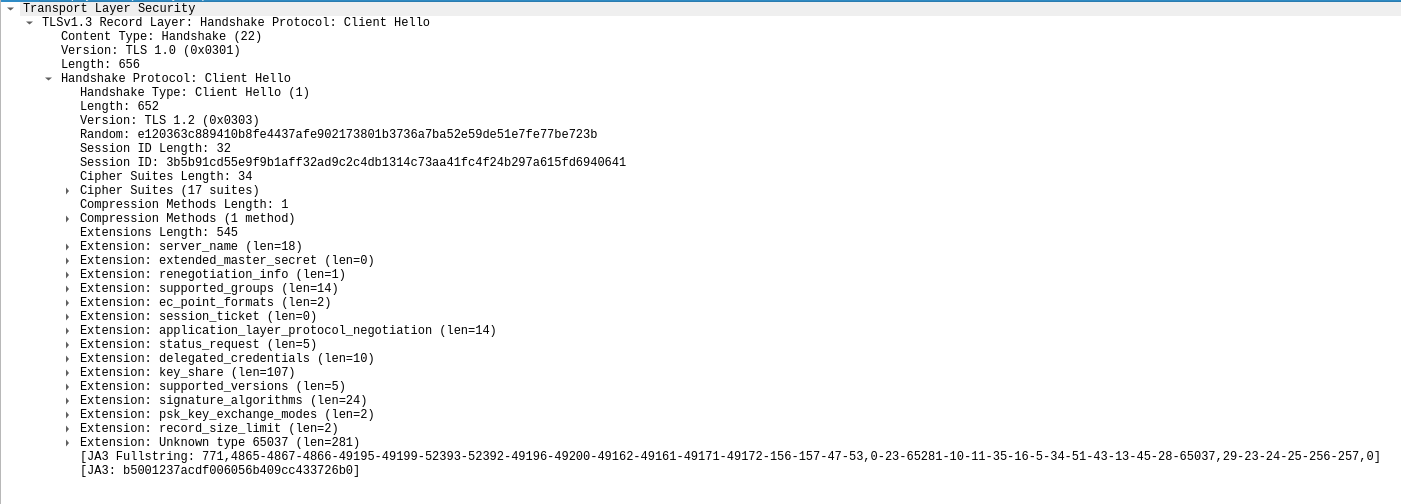 Transport Layer Security
TLSv1.3 Record Layer: Handshake Protocol: Client Hello
Content Type: Handshake (22)
Version: TLS 1.0 (0x0301)
Length: 656
Handshake Protocol: Client Hello
Handshake Type: Client Hello (1)
Length: 652
Version: TLS 1.2 (0x0303)
Random: e120363c889410b8fe4437afe902173801b3736a7ba52e59de51e7fe77be723b
Session ID Length: 32
Session ID: 3b5b91cd55e9f9b1aff32ad9c2c4db1314c73aa41fc4f24b297a615fd6940641
Cipher Suites Length: 34
Cipher Suites (17 suites)
Compression Methods Length: 1
Compression Methods (1 method)
Extensions Length: 545
Extension: server_name (len=18)
Extension: extended_master_secret (len=0)
Extension: renegotiation_info (len=1)
Extension: supported_groups (len=14)
Extension: ec_point_formats (len=2)
Extension: session_ticket (len=0)
Extension: application_layer_protocol_negotiation (len=14)
Extension: status_request (len=5)
Extension: delegated_credentials (len=10)
Extension: key_share (len=107)
Extension: supported_versions (len=5)
Extension: signature_algorithms (len=24)
Extension: psk_key_exchange_modes (len=2)
Extension: record_size_limit (len=2)
Extension: Unknown type 65037 (len=281)
[JA3 Fullstring: 771,4865-4867-4866-49195-49199-52393-52392-49196-49200-49162-49161-49171-49172-156-157-47-53,0-23-65281-10-11-35-16-5-34-51-43-13-45-28-65037,29-23-24-25-256-257,0]
[JA3: b5001237acdf006056b409cc433726b0]